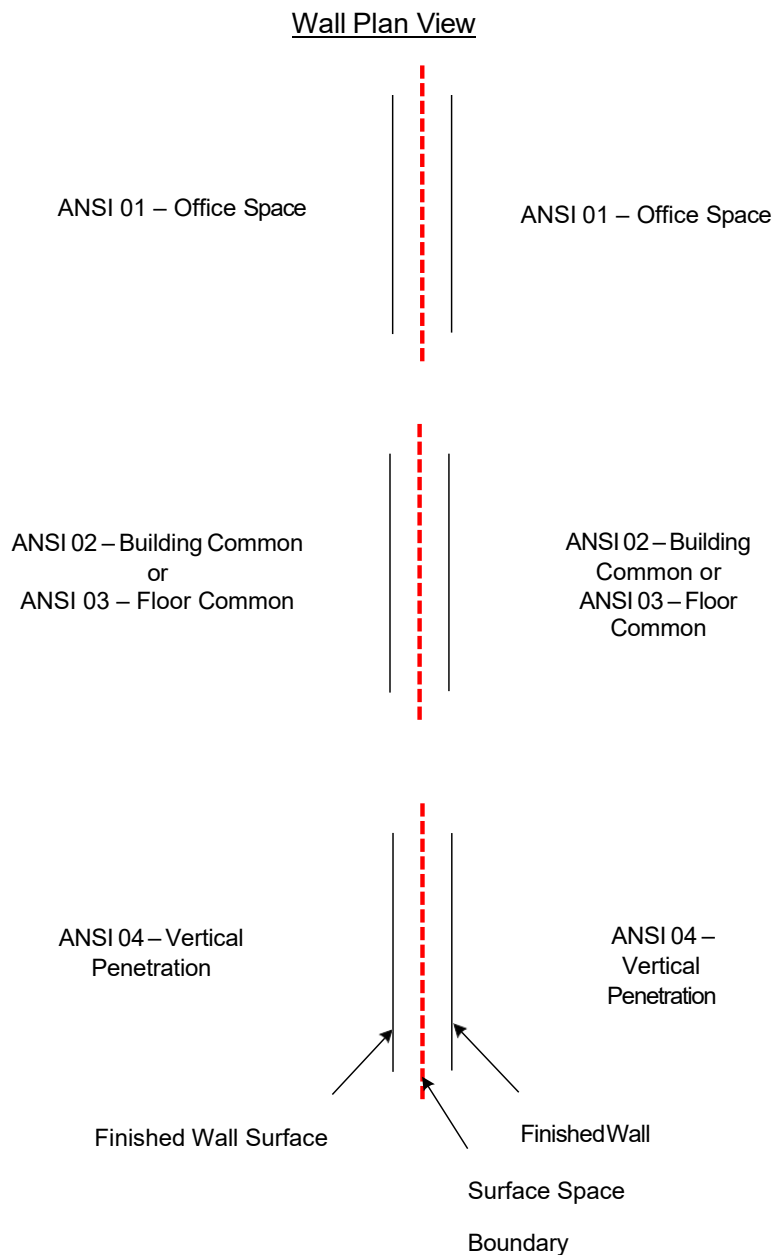 Wall Plan View
ANSI 01 – Office Space
ANSI 01 – Office Space
ANSI 02 – Building Common
or
ANSI 03 – Floor Common
ANSI 02 – Building
Common or
ANSI 03 – Floor
Common
ANSI 04 – Vertical
Penetration
ANSI 04 –
Vertical
Penetration
Finished Wall Surface
Finished Wall
Surface Space
Boundary